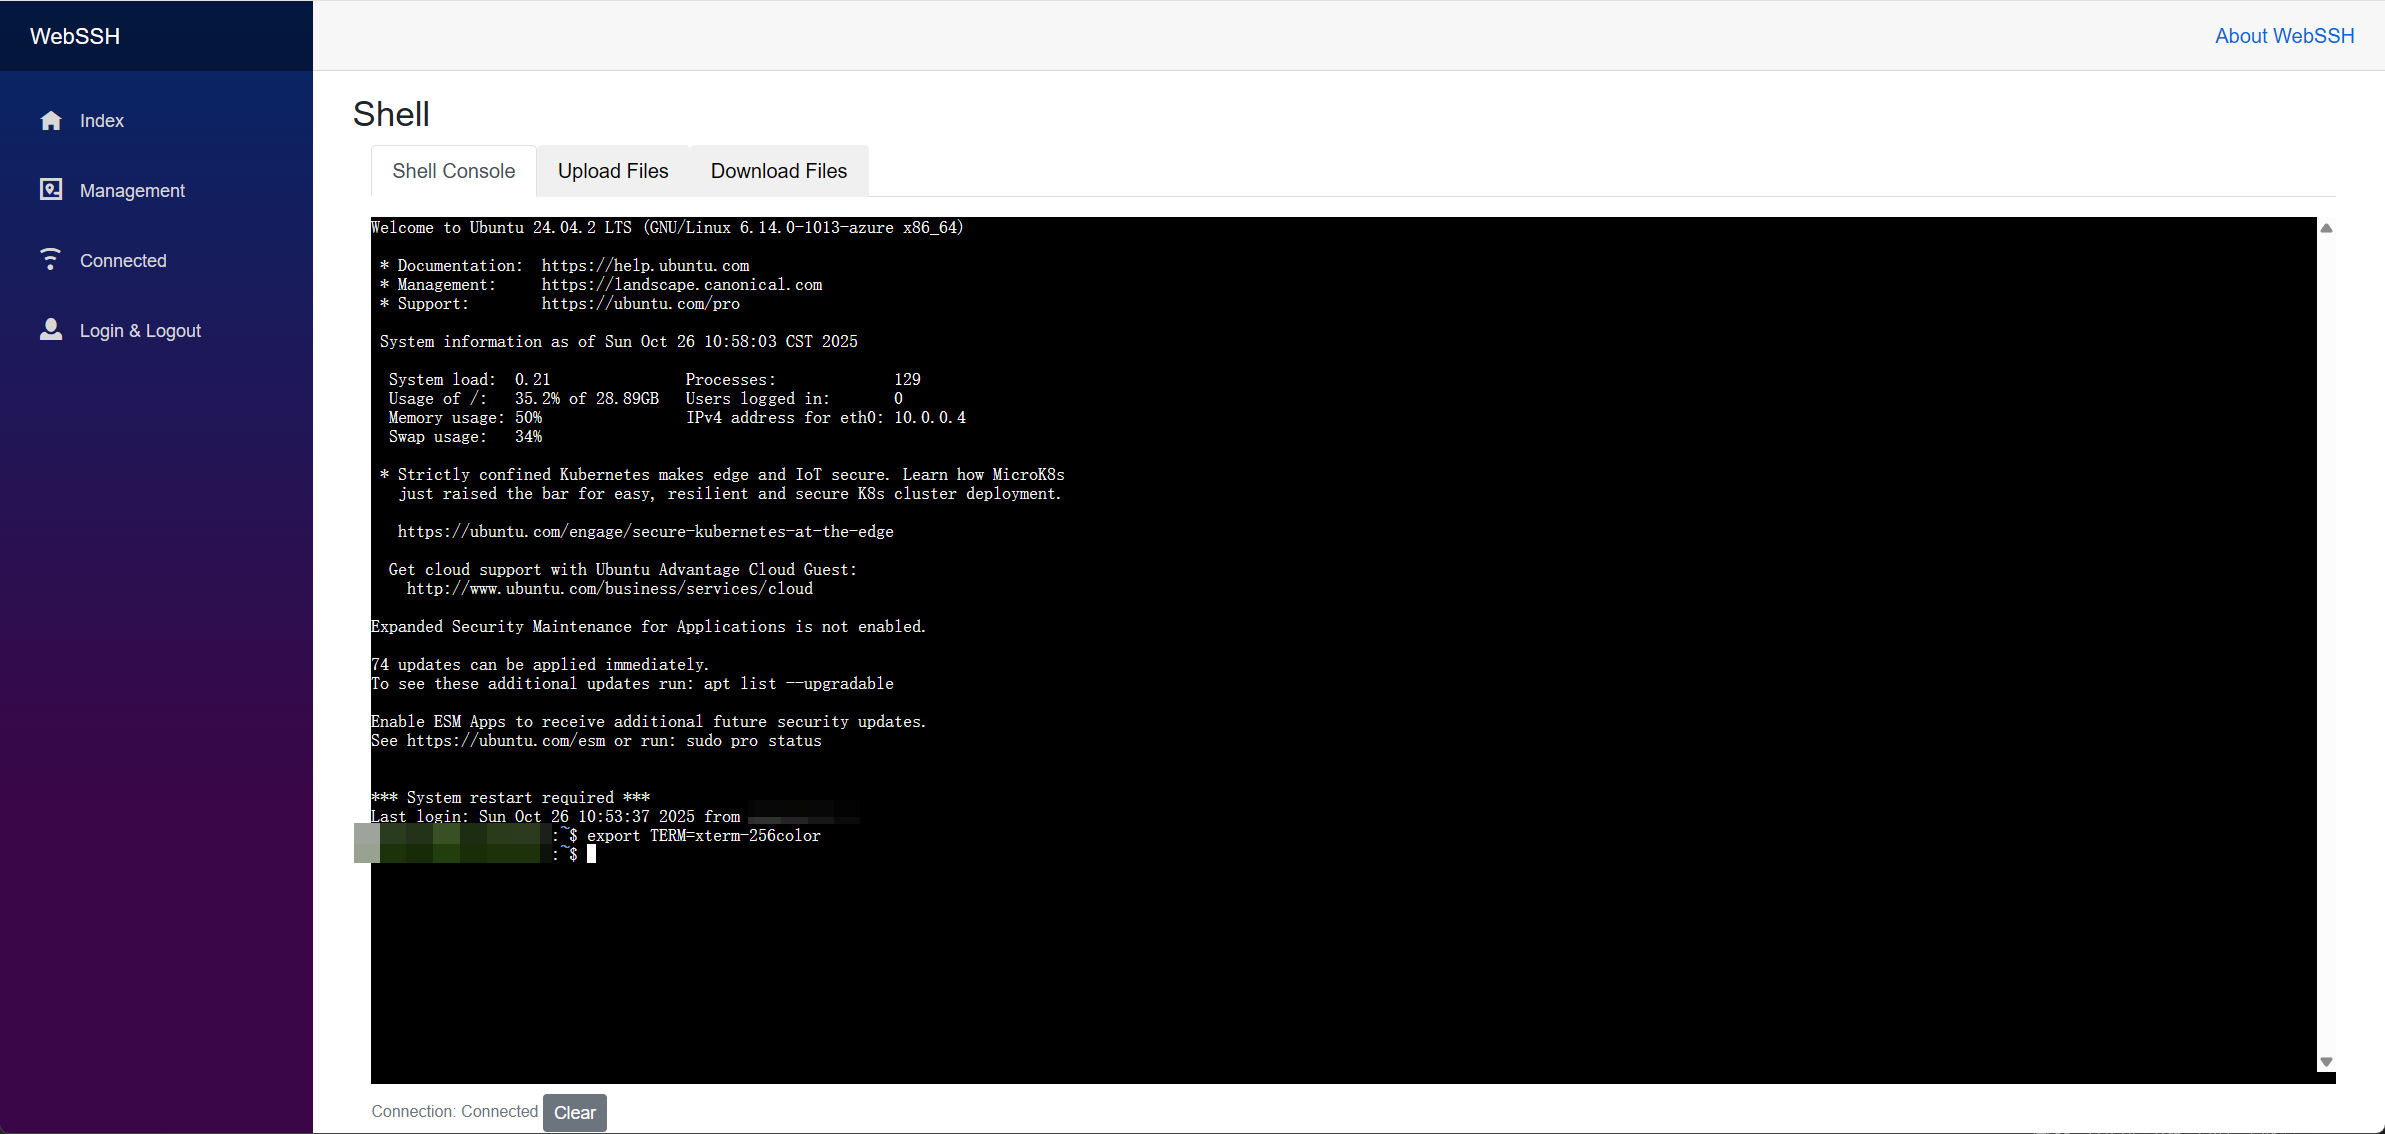 WebSSH
About WebSSH
Index
Management
Connected
Login & Logout
Shell
Shell Console
Upload Files
Download Files
Welcome to Ubuntu 24.04.2 LTS (GNU/Linux 6.14.0-1013-azure x86_64)
* Documentation:  https://help.ubuntu.com
* Management:     https://landscape.canonical.com
* Support:        https://ubuntu.com/pro
System information as of Sun Oct 26 10:58:03 CST 2025
System load:  0.21               Processes:             129
Usage of /:   35.2% of 28.89GB   Users logged in:       0
Memory usage: 50%                IPv4 address for eth0: 10.0.0.4
Swap usage:   34%
* Strictly confined Kubernetes makes edge and IoT secure. Learn how MicroK8s
just raised the bar for easy, resilient and secure K8s cluster deployment.
https://ubuntu.com/engage/secure-kubernetes-at-the-edge
Get cloud support with Ubuntu Advantage Cloud Guest:
http://www.ubuntu.com/business/services/cloud
Expanded Security Maintenance for Applications is not enabled.
74 updates can be applied immediately.
To see these additional updates run: apt list --upgradable
Enable ESM Apps to receive additional future security updates.
See https://ubuntu.com/esm or run: sudo pro status
*** System restart required ***
Last login: Sun Oct 26 10:53:37 2025 from
:~$ export TERM=xterm-256color
:~$
Connection: Connected
Clear